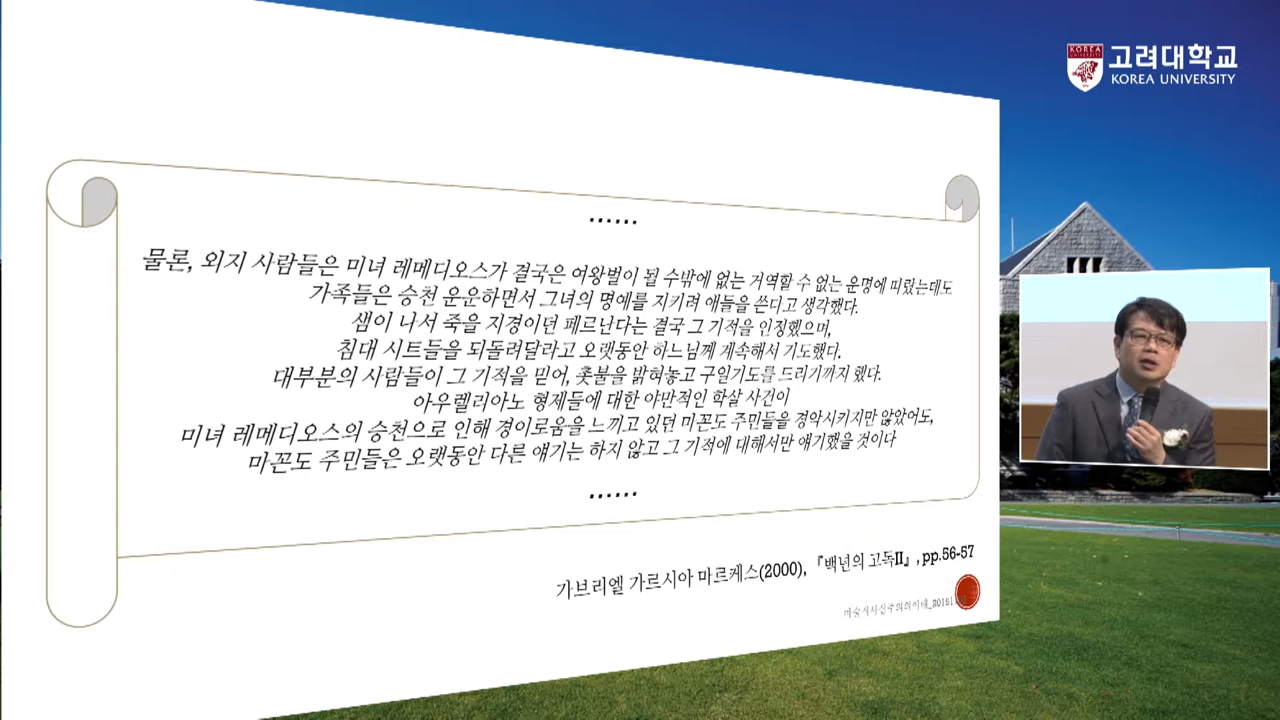 KOREA
고려대학교
KOREA UNIVERSITY
......
물론, 외지 사람들은 미녀 레메디오스가 결국은 여왕벌이 될 수밖에 없는 거역할 수 없는 운명에 따랐는데도
가족들은 승천 운운하면서 그녀의 명예를 지키려 애들을 쓴다고 생각했다.
샘이 나서 죽을 지경이던 페르난다는 결국 그 기적을 인정했으며,
침대 시트들을 되돌려달라고 오랫동안 하느님께 계속해서 기도했다.
대부분의 사람들이 그 기적을 믿어, 촛불을 밝혀놓고 구일기도를 드리기까지 했다.
아우렐리아노 형제들에 대한 야만적인 학살 사건이
미녀 레메디오스의 승천으로 인해 경이로움을 느끼고 있던 마꼰도 주민들을 경악시키지만 않았어도,
마꼰도 주민들은 오랫동안 다른 얘기는 하지 않고 그 기적에 대해서만 얘기했을 것이다
......
가브리엘 가르시아 마르케스(2000), 『백년의 고독II』, pp.56-57